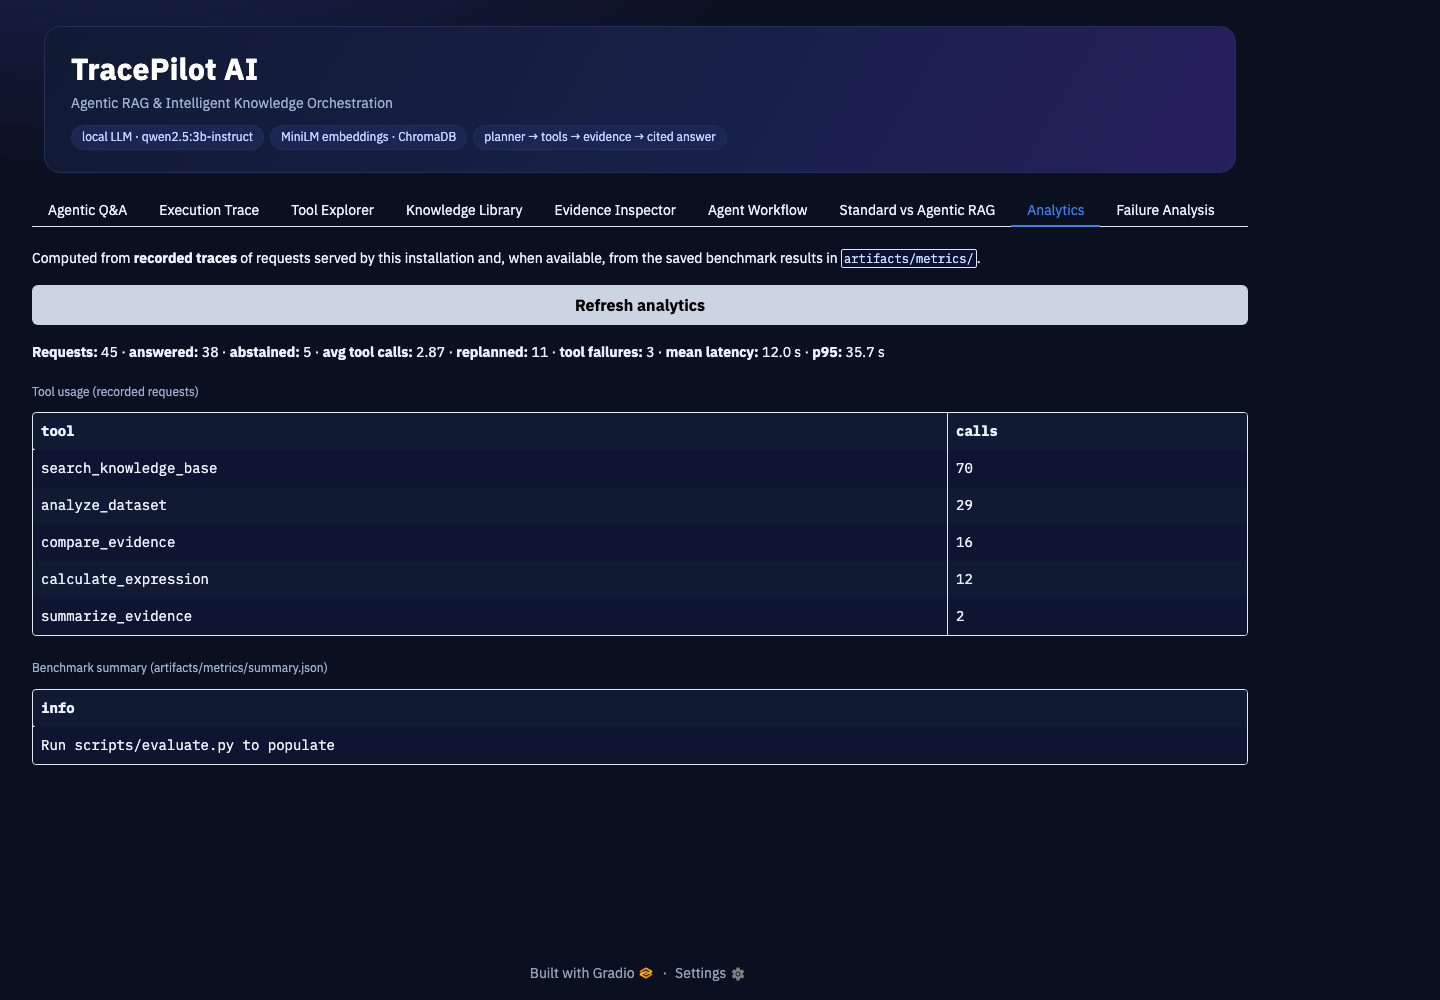 TracePilot AI
Agentic RAG & Intelligent Knowledge Orchestration
local LLM · qwen2.5:3b-instruct MiniLM embeddings · ChromaDB planner → tools → evidence → cited answer
Agentic Q&A Execution Trace Tool Explorer Knowledge Library Evidence Inspector Agent Workflow Standard vs Agentic RAG Analytics Failure Analysis
Computed from recorded traces of requests served by this installation and, when available, from the saved benchmark results in artifacts/metrics/.
Refresh analytics
Requests: 45 · answered: 38 · abstained: 5 · avg tool calls: 2.87 · replanned: 11 · tool failures: 3 · mean latency: 12.0 s · p95: 35.7 s
Tool usage (recorded requests)
tool calls
search_knowledge_base 70
analyze_dataset 29
compare_evidence 16
calculate_expression 12
summarize_evidence 2
Benchmark summary (artifacts/metrics/summary.json)
info
Run scripts/evaluate.py to populate
Built with Gradio · Settings